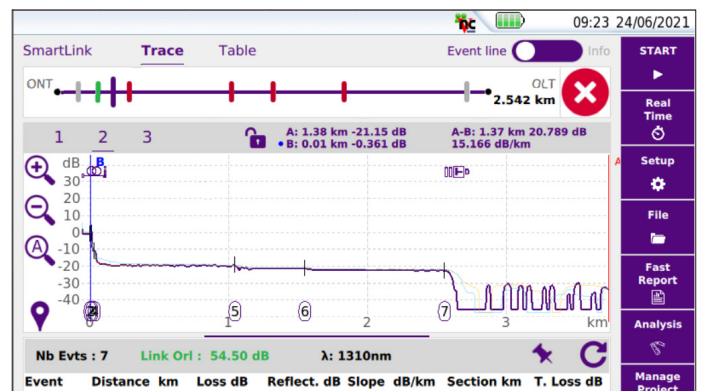 09:23 24/06/2021
SmartLink Trace Table Event line Info
ONT OLT
2.542 km
START
Real Time
Setup
File
Fast Report
Analysis
Manage Project
1 2 3
A: 1.38 km -21.15 dB A-B: 1.37 km 20.789 dB
B: 0.01 km -0.361 dB 15.166 dB/km
dB B A
30
20
10
0
-10
-20
-30
-40
5 6 7
0 1 2 3 km
Nb Evts : 7 Link Orl : 54.50 dB λ: 1310nm
Event Distance km Loss dB Reflect. dB Slope dB/km Section km T. Loss dB